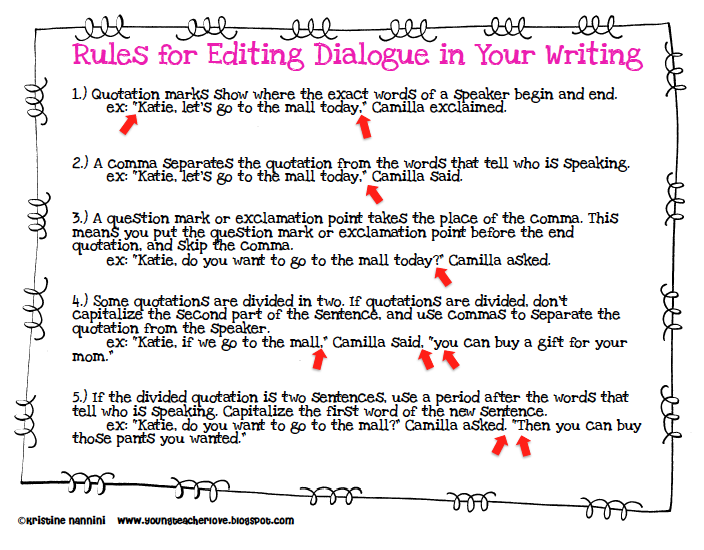 Rules for Editing Dialogue in Your Writing
1.) Quotation marks show where the exact words of a speaker begin and end.
ex: "Katie, let's go to the mall today," Camilla exclaimed.
2.) A comma separates the quotation from the words that tell who is speaking.
ex: "Katie, let's go to the mall today," Camilla said.
3.) A question mark or exclamation point takes the place of the comma. This
means you put the question mark or exclamation point before the end
quotation, and skip the comma.
ex: "Katie, do you want to go to the mall today?" Camilla asked.
4.) Some quotations are divided in two. If quotations are divided, don't
capitalize the second part of the sentence, and use commas to separate the
quotation from the speaker.
ex: "Katie, if we go to the mall," Camilla said, "you can buy a gift for your
mom."
5.) If the divided quotation is two sentences, use a period after the words that
tell who is speaking. Capitalize the first word of the new sentence.
ex: "Katie, do you want to go to the mall?" Camilla asked. "Then you can buy
those pants you wanted."
©Kristine Nannini www.youngteacherlove.blogspot.com